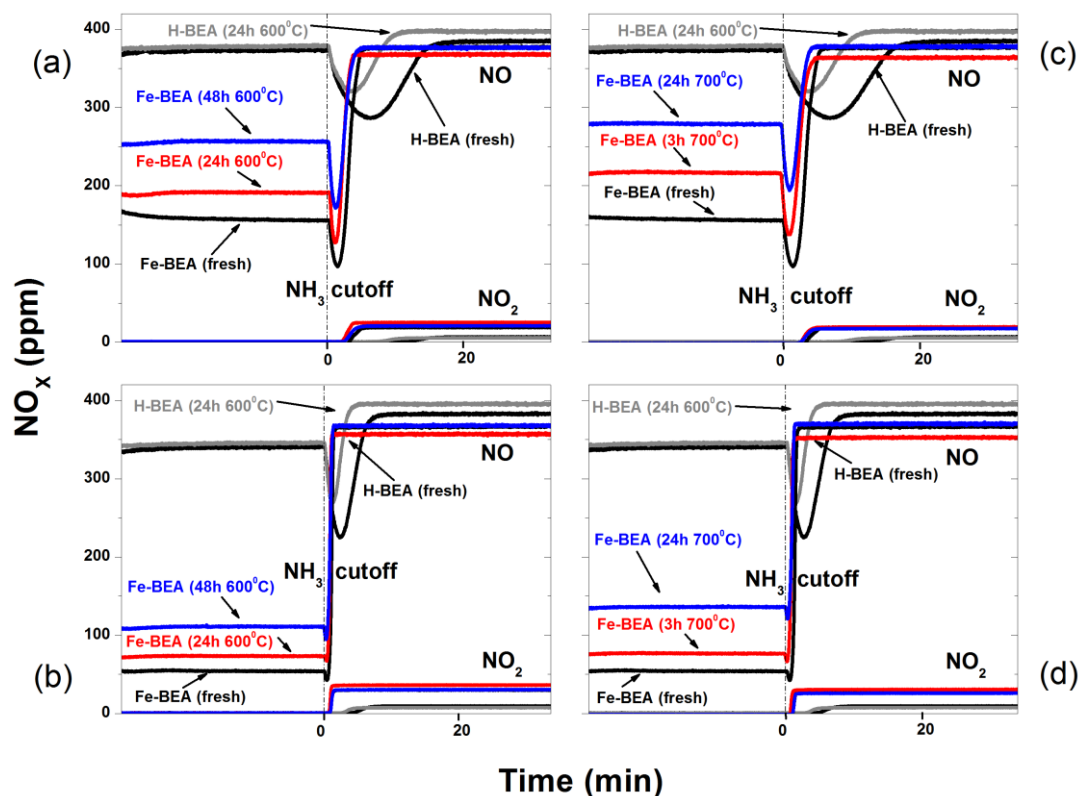 (a)
400
300
200
100
0
H-BEA (24h 600⁰C)
NO
H-BEA (fresh)
Fe-BEA (48h 600⁰C)
Fe-BEA (24h 600⁰C)
Fe-BEA (fresh)
NH₃ cutoff
NO₂
0 20
(c)
H-BEA (24h 600⁰C)
NO
H-BEA (fresh)
Fe-BEA (24h 700⁰C)
Fe-BEA (3h 700⁰C)
Fe-BEA (fresh)
NH₃ cutoff
NO₂
0 20
NOₓ (ppm)
(b)
400
300
200
100
0
H-BEA (24h 600⁰C)
NO
H-BEA (fresh)
NH₃ cutoff
Fe-BEA (48h 600⁰C)
Fe-BEA (24h 600⁰C)
Fe-BEA (fresh)
NO₂
0 20
(d)
H-BEA (24h 600⁰C)
NO
H-BEA (fresh)
Fe-BEA (24h 700⁰C)
NH₃ cutoff
Fe-BEA (3h 700⁰C)
Fe-BEA (fresh)
NO₂
0 20
Time (min)